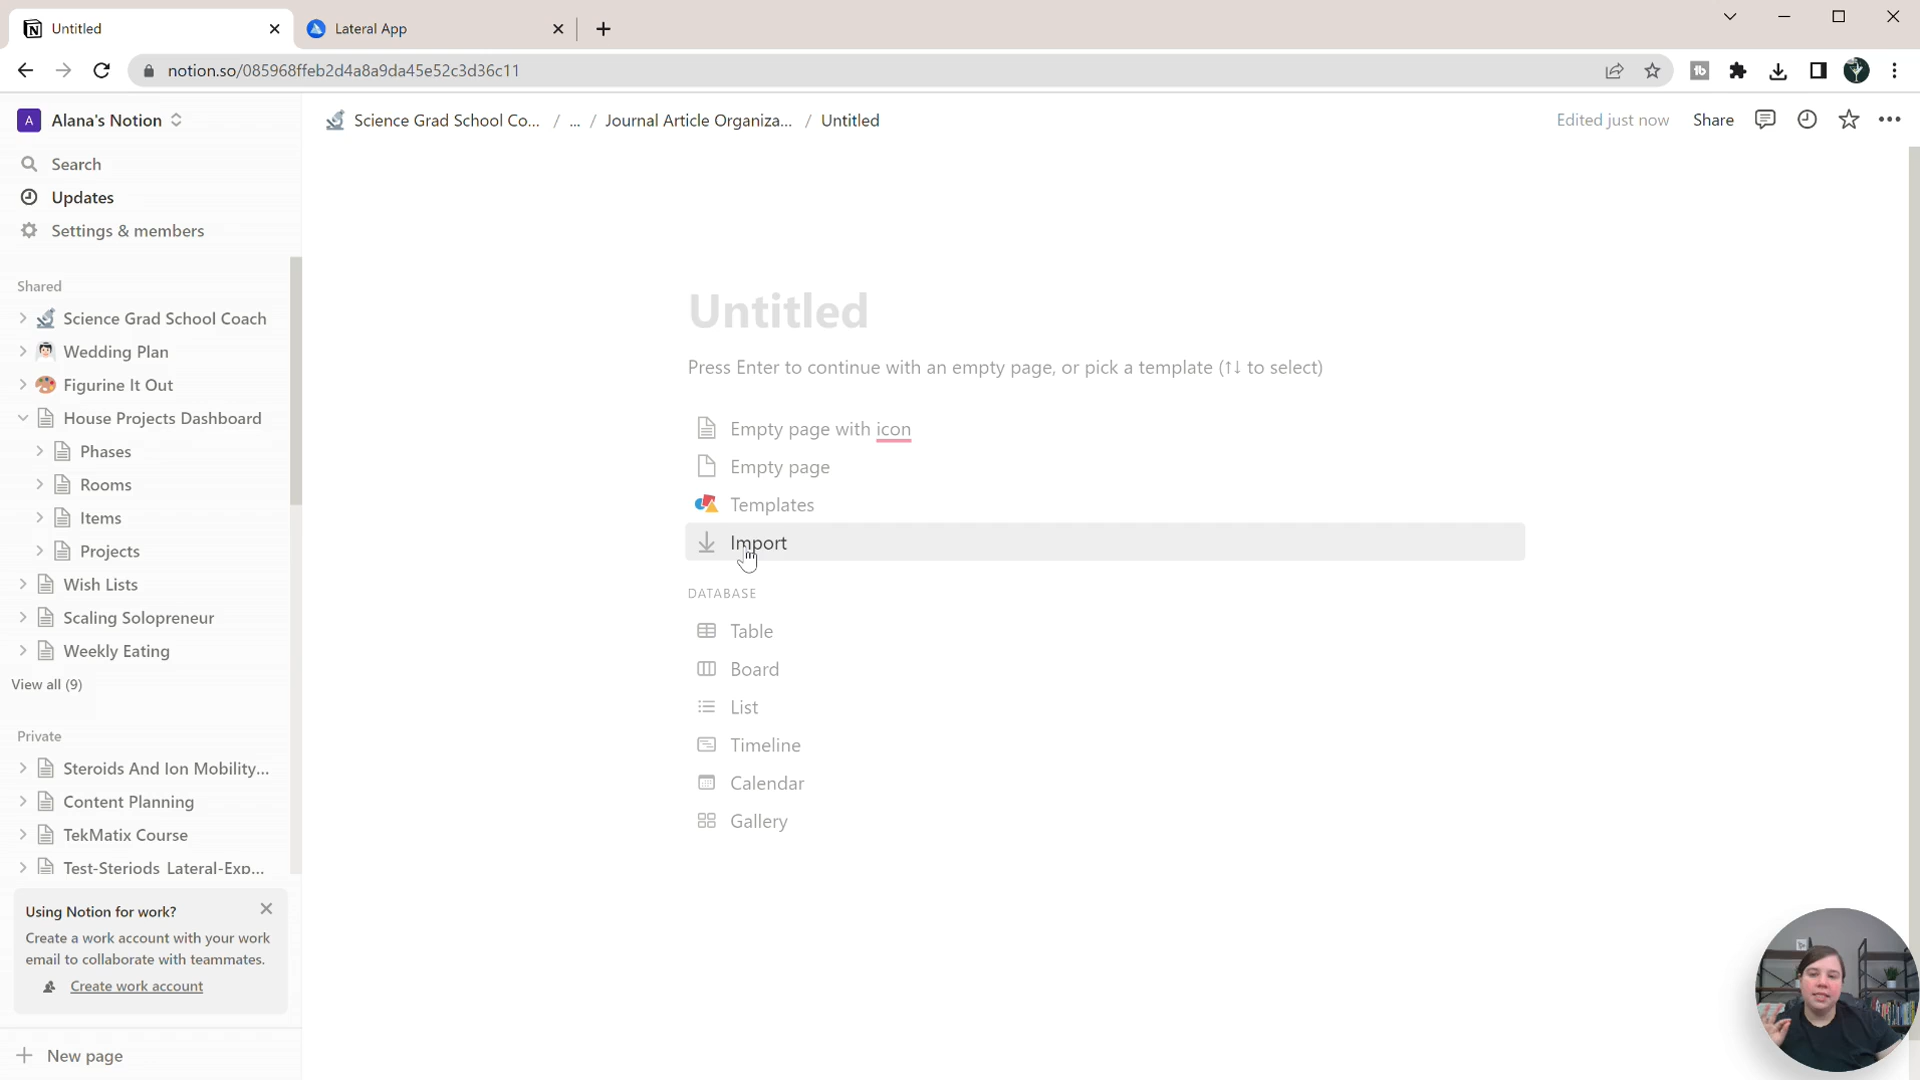 Untitled
Lateral App
notion.so/085968ffeb2d4a8a9da45e52c3d36c11
A Alana's Notion
Science Grad School Co... / ... / Journal Article Organiza... / Untitled
Edited just now Share
Search
Updates
Settings & members
Shared
Science Grad School Coach
Wedding Plan
Figurine It Out
House Projects Dashboard
Phases
Rooms
Items
Projects
Wish Lists
Scaling Solopreneur
Weekly Eating
View all (9)
Private
Steroids And Ion Mobility...
Content Planning
TekMatix Course
Test-Steriods Lateral-Exp...
Using Notion for work?
Create a work account with your work
email to collaborate with teammates.
Create work account
New page
Untitled
Press Enter to continue with an empty page, or pick a template (↑↓ to select)
Empty page with icon
Empty page
Templates
Import
DATABASE
Table
Board
List
Timeline
Calendar
Gallery